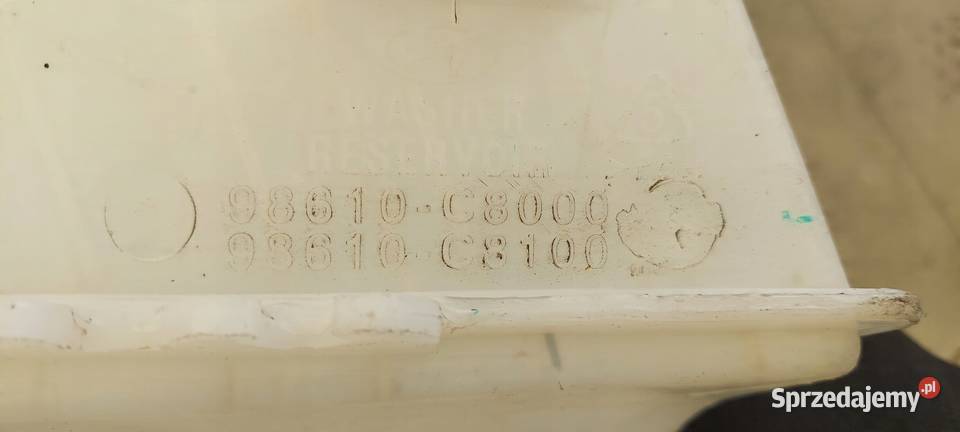 WASHER
RESERVOIR
98610-C8000
98610-C8100
Sprzedajemy.pl